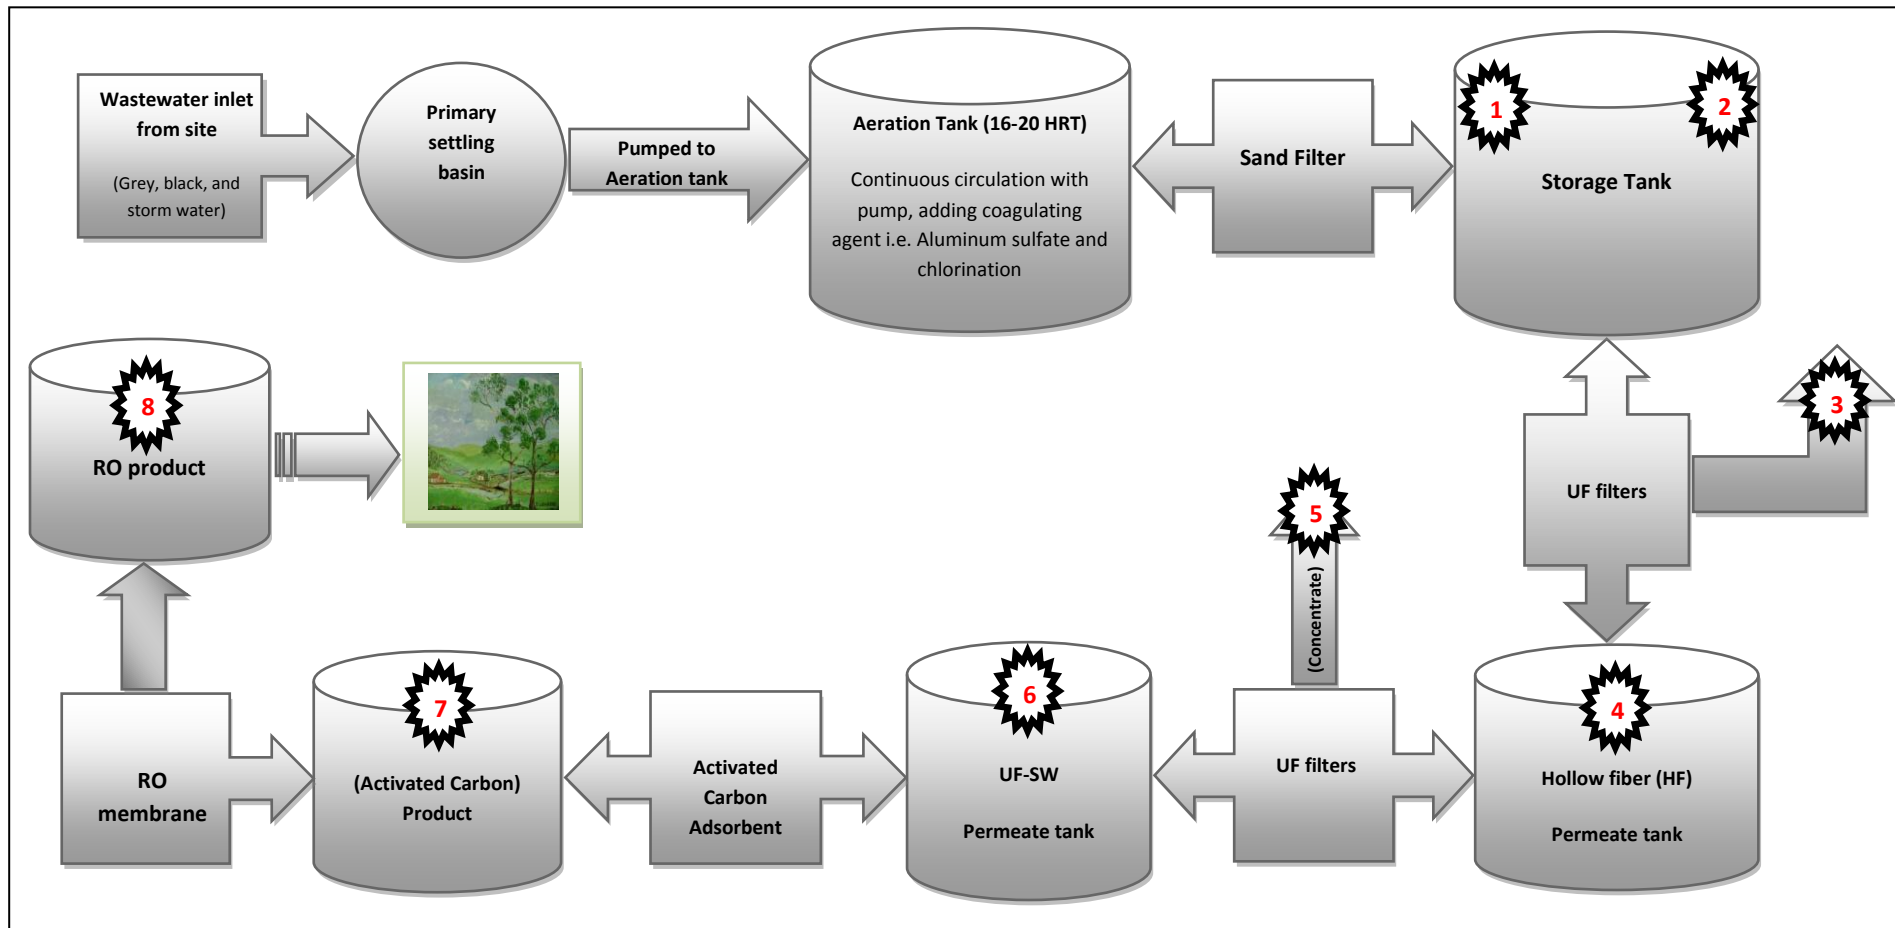 Wastewater inlet
from site
(Grey, black, and
storm water)
Primary
settling
basin
Pumped to
Aeration tank
Aeration Tank (16-20 HRT)
Continuous circulation with
pump, adding coagulating
agent i.e. Aluminum sulfate and
chlorination
Sand Filter
1
2
Storage Tank
8
RO product
3
UF filters
5
(Concentrate)
RO
membrane
7
(Activated Carbon)
Product
Activated
Carbon
Adsorbent
6
UF-SW
Permeate tank
UF filters
4
Hollow fiber (HF)
Permeate tank